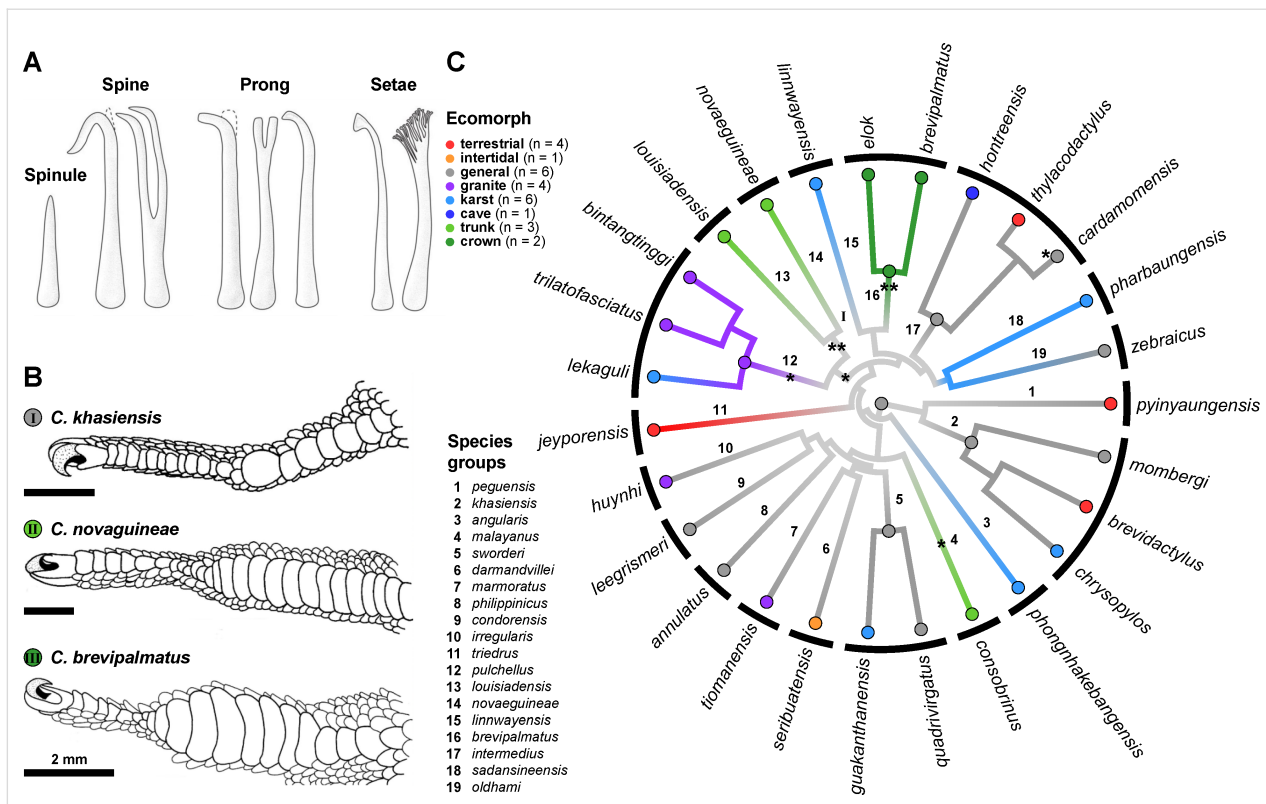 A
Spine
Prong
Setae
Spinule
B
I C. khasiensis
II C. novaguineae
III C. brevipalmatus
2 mm
C
Ecomorph
terrestrial (n = 4)
intertidal (n = 1)
general (n = 6)
granite (n = 4)
karst (n = 6)
cave (n = 1)
trunk (n = 3)
crown (n = 2)
Species
groups
1 peguensis
2 khasiensis
3 angularis
4 malayanus
5 sworderi
6 darmandvillei
7 marmoratus
8 philippinicus
9 condorensis
10 irregularis
11 triedrus
12 pulchellus
13 louisiadensis
14 novaeguineae
15 linnwayensis
16 brevipalmatus
17 intermedius
18 sadansineensis
19 oldhami
jeyporensis
lekaguli
trilatofasciatus
bintangtinggi
louisiadensis
novaeguineae
linnwayensis
elok
brevipalmatus
hontreensis
thylacodactylus
cardamomensis
pharbaungensis
zebraicus
pyinyaungensis
mombergi
brevidactylus
chrysopylos
phongnhakebangensis
consobrinus
quadrivirgatus
guakanthanensis
seribuatensis
tiomanensis
annulatus
leegrismeri
huynhi
11
12
*
*
13
**
14
I
15
16
**
17
*
18
19
1
2
3
4
*
5
6
7
8
9
10